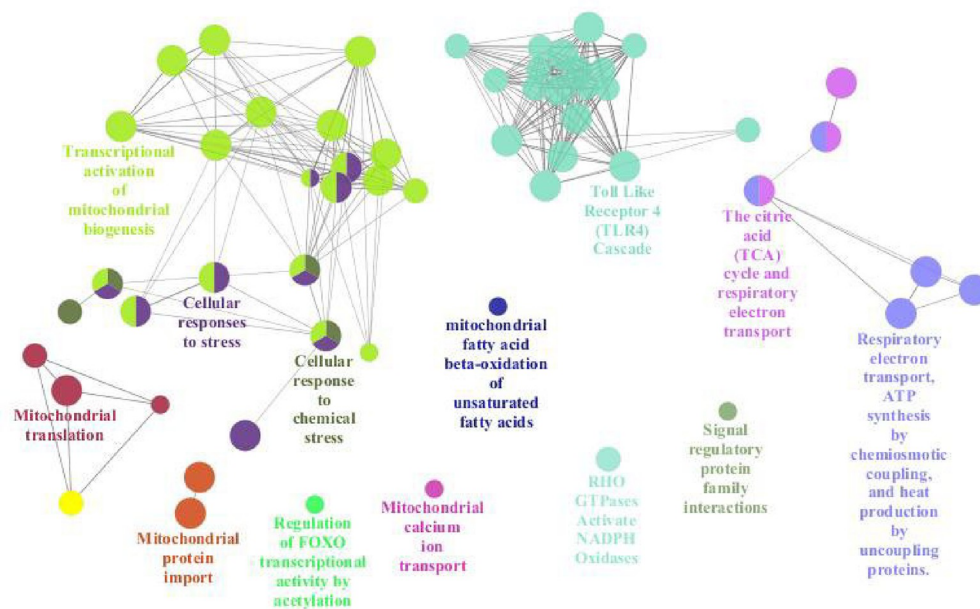 Transcriptional
activation
of
mitochondrial
biogenesis
Toll Like
Receptor 4
(TLR4)
Cascade
The citric
acid (TCA)
cycle and
respiratory
electron
transport
Cellular
responses
to stress
Cellular
response
to
chemical
stress
mitochondrial
fatty acid
beta-oxidation
of
unsaturated
fatty acids
Respiratory
electron
transport,
ATP
synthesis
by
chemiosmotic
coupling,
and heat
production
by
uncoupling
proteins.
Mitochondrial
translation
Signal
regulatory
protein
family
interactions
Mitochondrial
protein
import
Regulation
of FOXO
transcriptional
activity by
acetylation
Mitochondrial
calcium
ion
transport
RHO
GTPases
Activate
NADPH
Oxidases